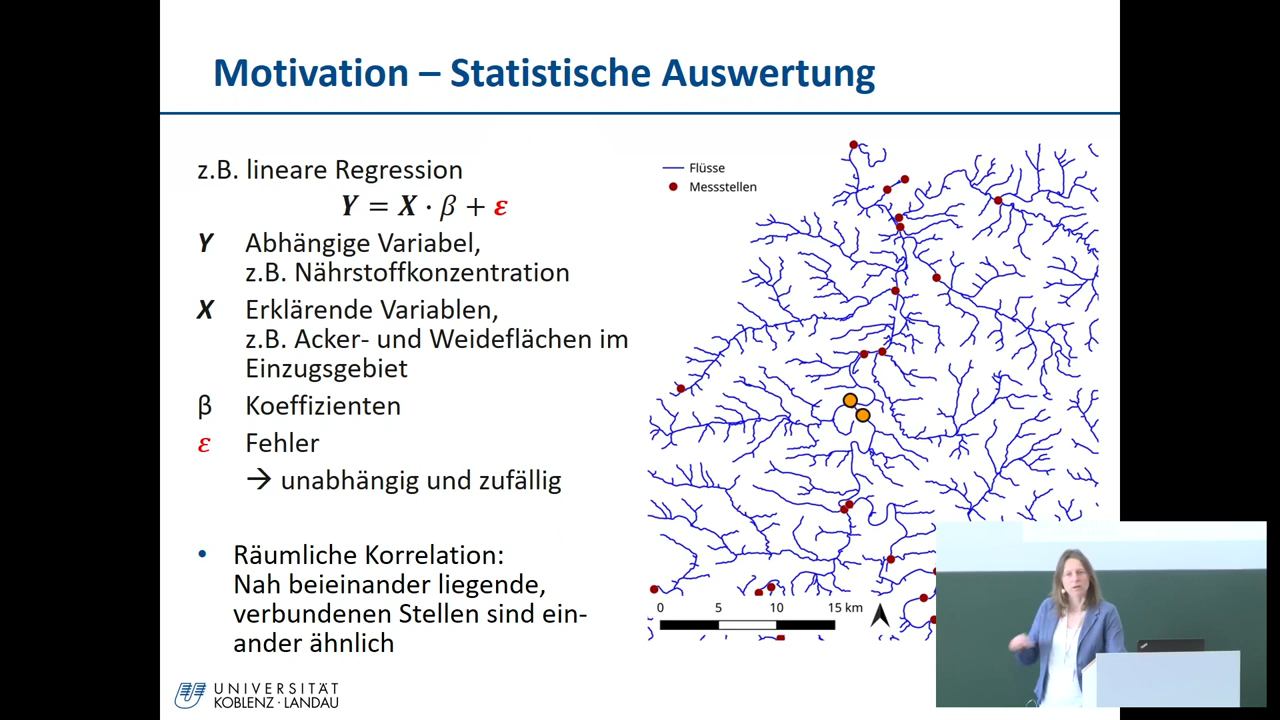 Motivation – Statistische Auswertung
z.B. lineare Regression
Y = X · β + ε
Y Abhängige Variabel,
z.B. Nährstoffkonzentration
X Erklärende Variablen,
z.B. Acker- und Weideflächen im
Einzugsgebiet
β Koeffizienten
ε Fehler
→ unabhängig und zufällig
• Räumliche Korrelation:
Nah beieinander liegende,
verbundenen Stellen sind ein-
ander ähnlich
Flüsse
Messstellen
0 5 10 15 km
UNIVERSITÄT
KOBLENZ · LANDAU